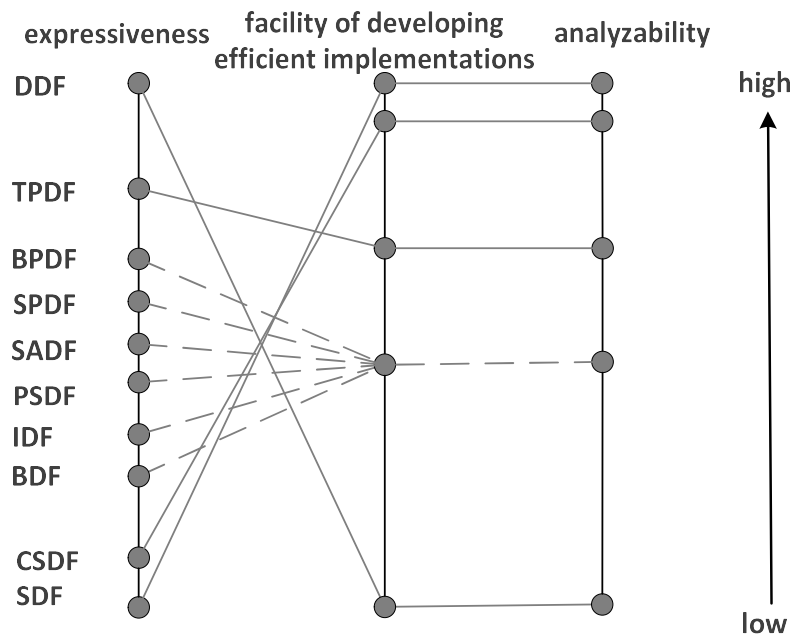 expressiveness
facility of developing
efficient implementations
analyzability
DDF
TPDF
BPDF
SPDF
SADF
PSDF
IDF
BDF
CSDF
SDF
high
low